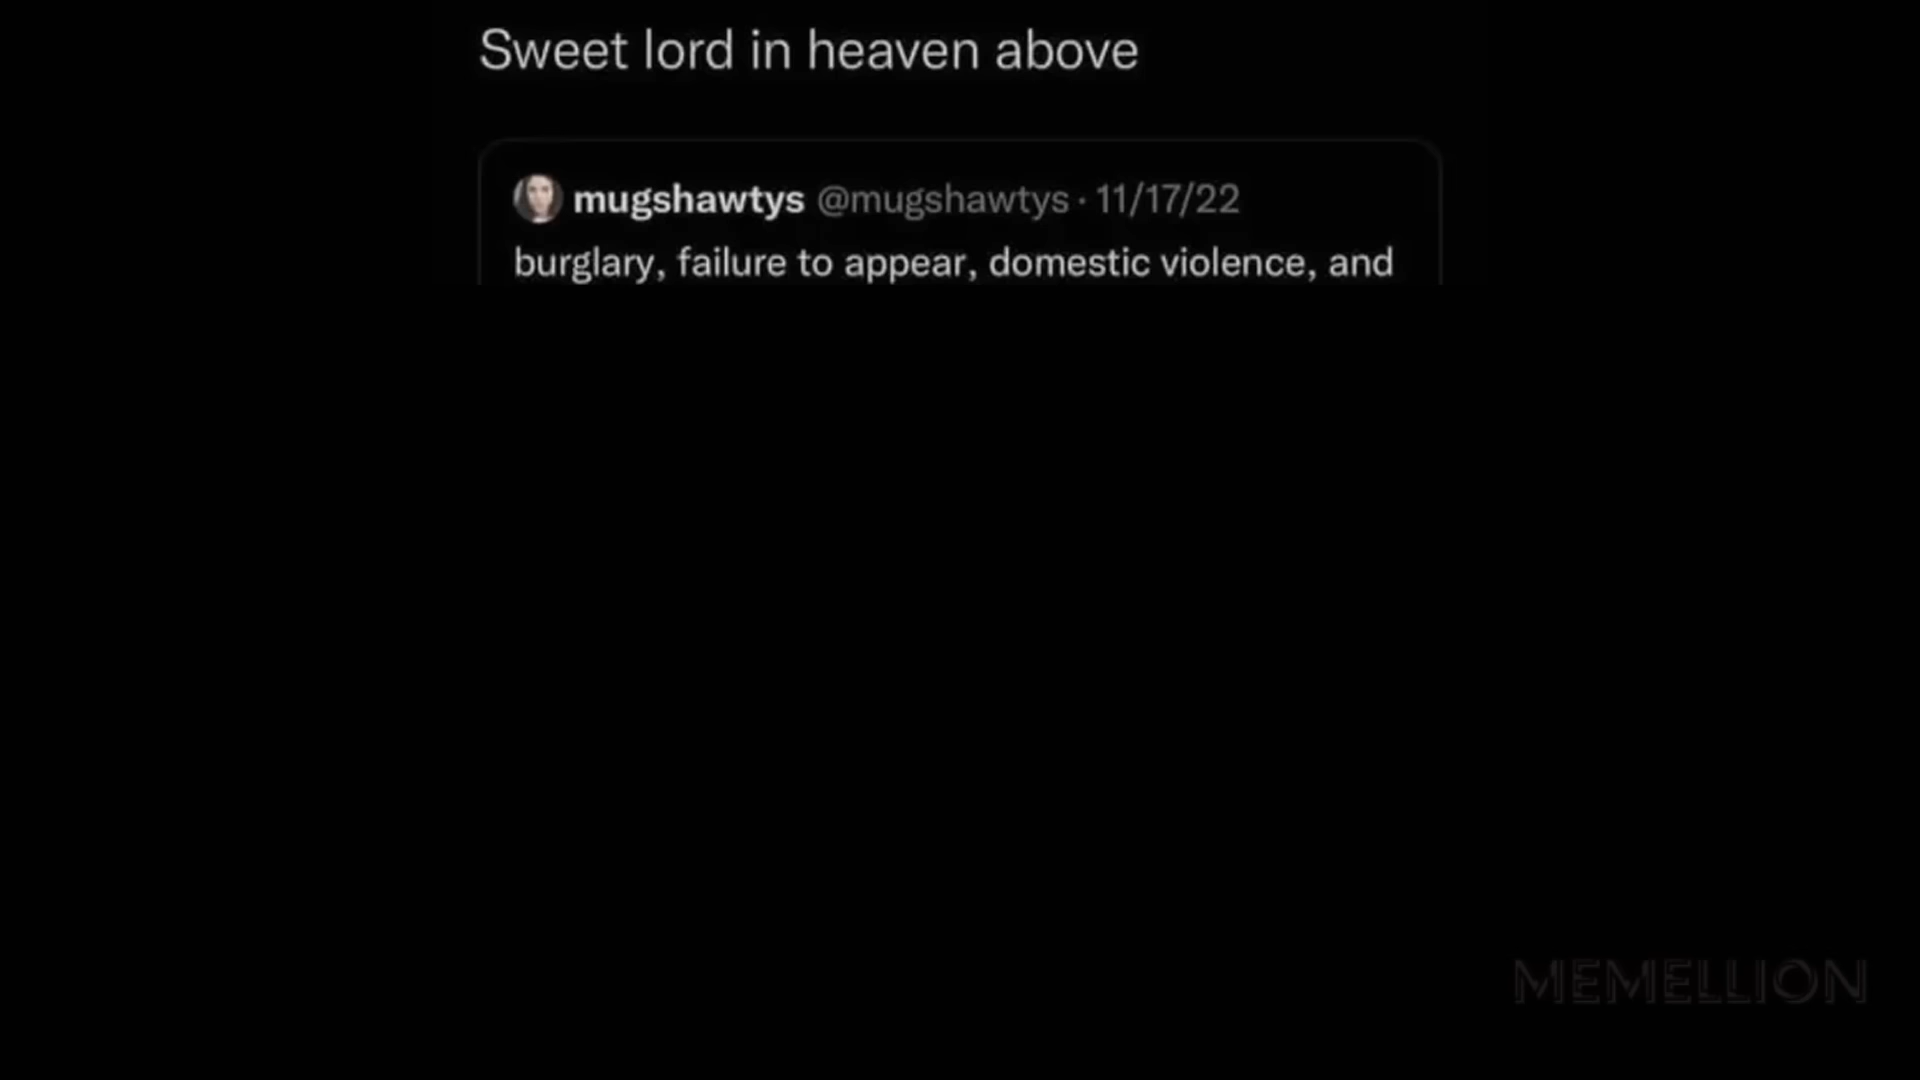 Sweet lord in heaven above
mugshawtys @mugshawtys · 11/17/22
burglary, failure to appear, domestic violence, and
MEMELLION